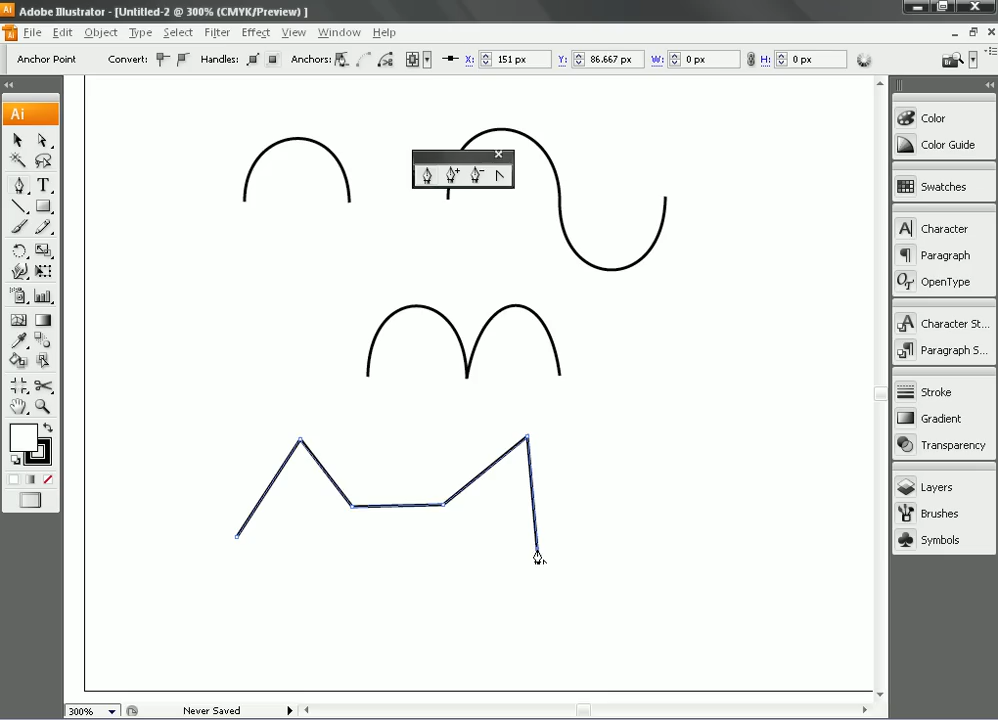 Ai Adobe Illustrator - [Untitled-2 @ 300% (CMYK/Preview) ]
Ai File Edit Object Type Select Filter Effect View Window Help
Anchor Point Convert: Handles: Anchors: X: 151 px Y: 86.667 px W: 0 px H: 0 px
Ai
T
Color
Color Guide
Swatches
A Character
Paragraph
O OpenType
A Character St...
Paragraph S...
Stroke
Gradient
Transparency
Layers
Brushes
Symbols
300% Never Saved